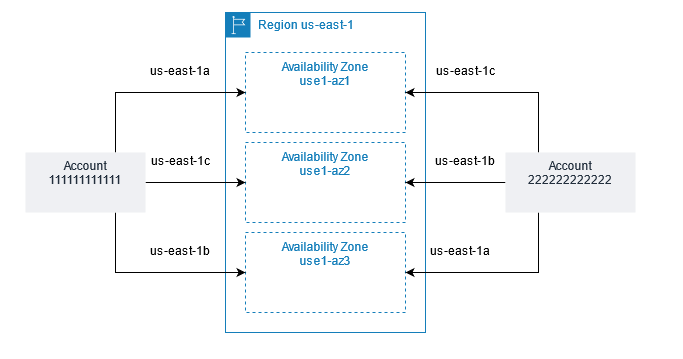 Region us-east-1
us-east-1a
Availability Zone
use1-az1
us-east-1c
Account
111111111111
us-east-1c
Availability Zone
use1-az2
us-east-1b
Account
222222222222
us-east-1b
Availability Zone
use1-az3
us-east-1a